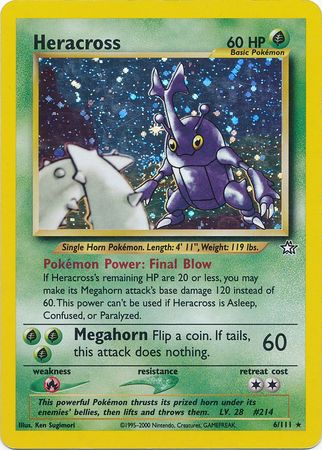 Heracross
60 HP
Basic Pokémon
Single Horn Pokémon. Length: 4' 11", Weight: 119 lbs.
Pokémon Power: Final Blow
If Heracross's remaining HP are 20 or less, you may
make its Megahorn attack's base damage 120 instead of
60. This power can't be used if Heracross is Asleep,
Confused, or Paralyzed.
Megahorn Flip a coin. If tails, 60
this attack does nothing.
weakness resistance retreat cost
This powerful Pokémon thrusts its prized horn under its
enemies' bellies, then lifts and throws them. LV. 28 #214
Illus. Ken Sugimori ©1995-2000 Nintendo, Creatures, GAMEFREAK. 6/111 ★